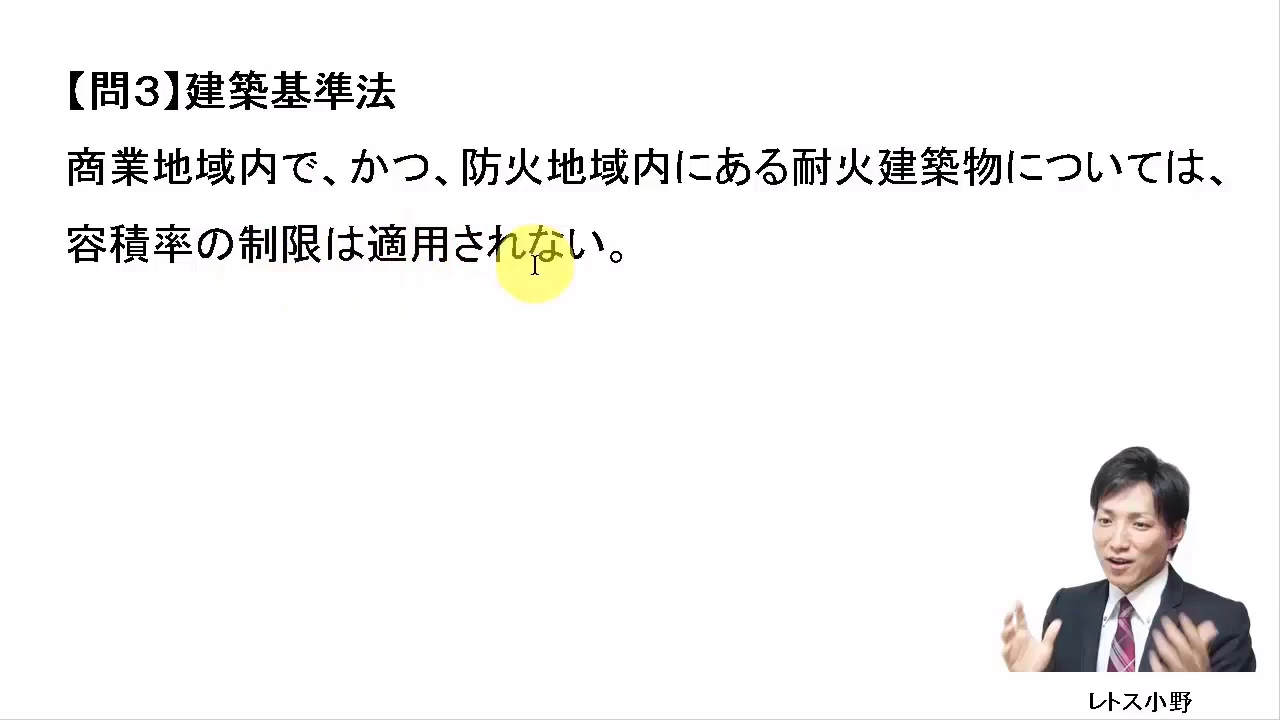 【問３】建築基準法
商業地域内で、かつ、防火地域内にある耐火建築物については、
容積率の制限は適用されない。
レトス小野